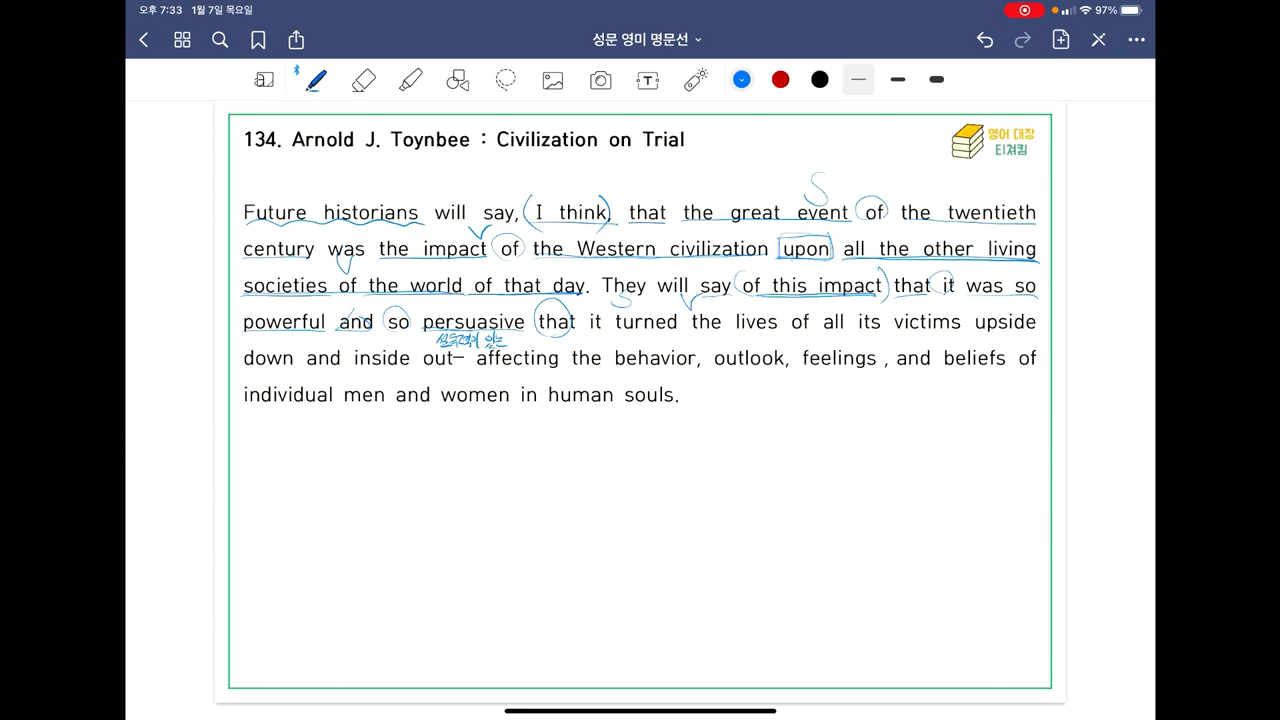 오후 7:33 1월 7일 목요일
97%
성문 영미 명문선
134. Arnold J. Toynbee : Civilization on Trial
영어 대장
티쳐킴
S
Future historians will say, (I think), that the great event of the twentieth
century was the impact of the Western civilization upon all the other living
societies of the world of that day. They will say (of this impact) that it was so
S
powerful and so persuasive that it turned the lives of all its victims upside
설득력이 있는
down and inside out– affecting the behavior, outlook, feelings , and beliefs of
individual men and women in human souls.